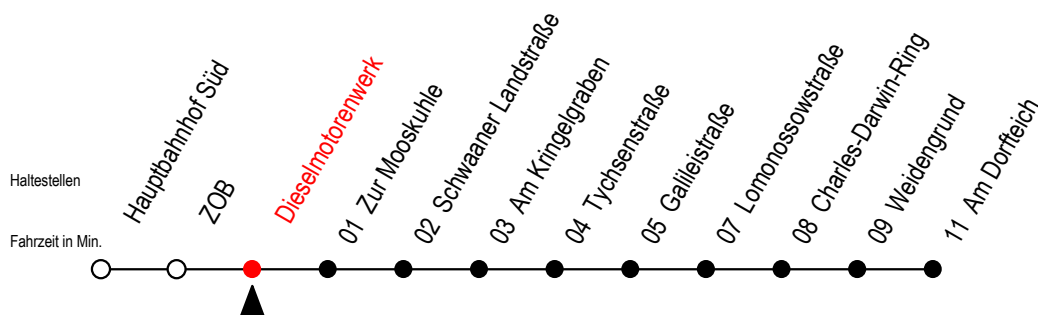 Haltestellen
Fahrzeit in Min.
Hauptbahnhof Süd
ZOB
Dieselmotorenwerk
01 Zur Mooskuhle
02 Schwaaner Landstraße
03 Am Kringelgraben
04 Tychsenstraße
05 Galileistraße
07 Lomonossowstraße
08 Charles-Darwin-Ring
09 Weidengrund
11 Am Dorfteich